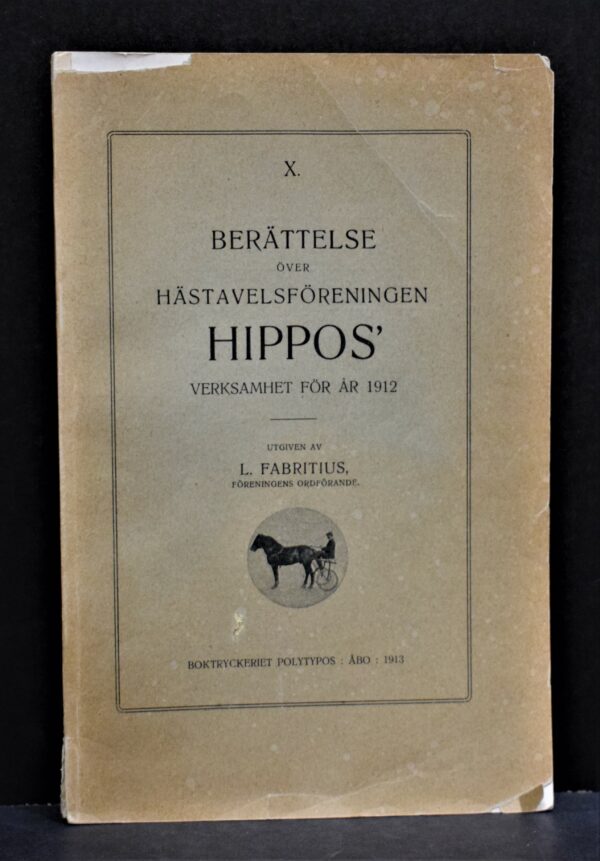 X.
BERÄTTELSE
ÖVER
HÄSTAVELSFÖRENINGEN
HIPPOS'
VERKSAMHET FÖR ÅR 1912
UTGIVEN AV
L. FABRITIUS,
FÖRENINGENS ORDFÖRANDE.
BOKTRYCKERIET POLYTYPOS : ÅBO : 1913